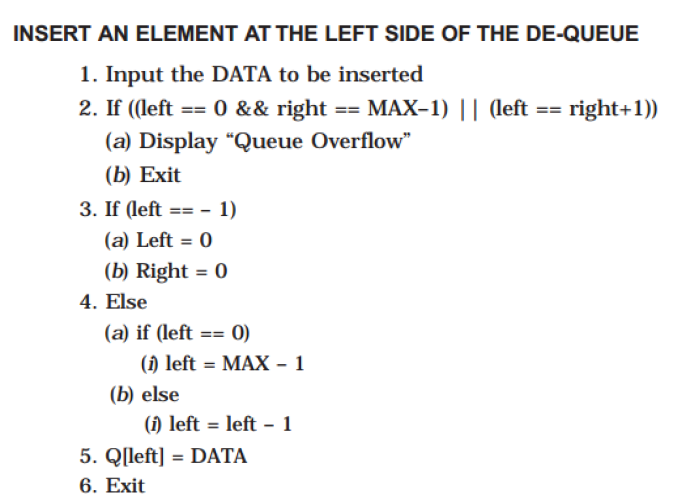 INSERT AN ELEMENT AT THE LEFT SIDE OF THE DE-QUEUE
1. Input the DATA to be inserted
2. If ((left == 0 && right == MAX–1) || (left == right+1))
(a) Display “Queue Overflow”
(b) Exit
3. If (left == – 1)
(a) Left = 0
(b) Right = 0
4. Else
(a) if (left == 0)
(i) left = MAX – 1
(b) else
(i) left = left – 1
5. Q[left] = DATA
6. Exit